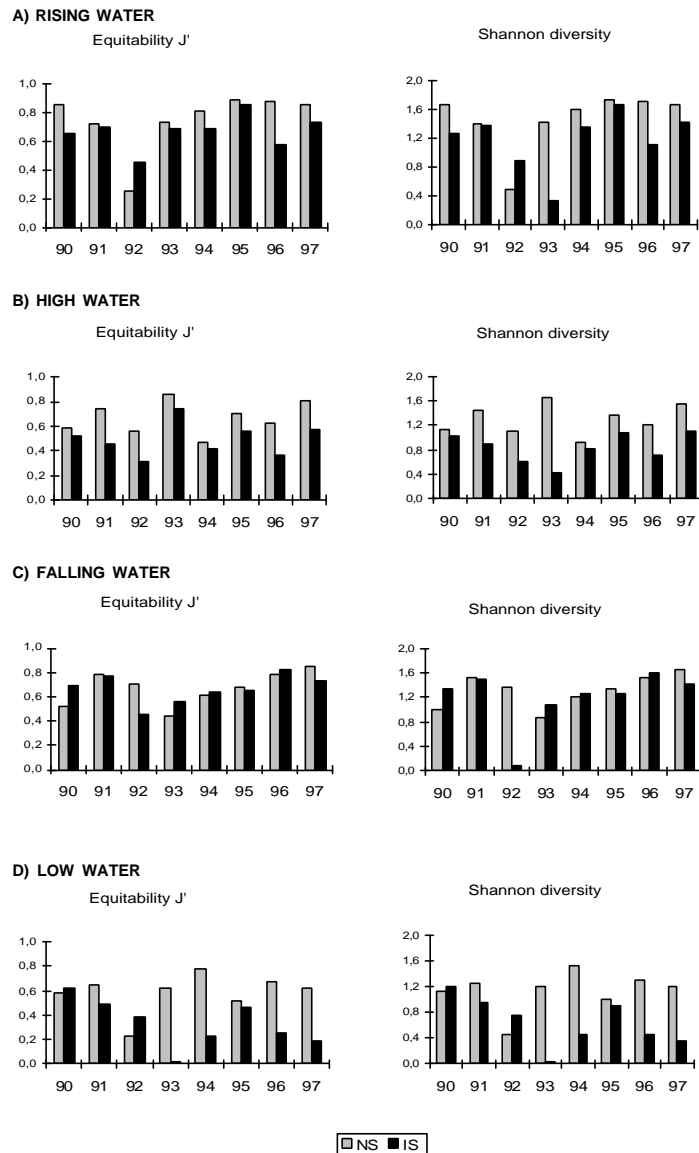 A) RISING WATER
Equitability J'
Shannon diversity
1,0
0,8
0,6
0,4
0,2
0,0
90 91 92 93 94 95 96 97
2,0
1,6
1,2
0,8
0,4
0,0
90 91 92 93 94 95 96 97
B) HIGH WATER
Equitability J'
Shannon diversity
1,0
0,8
0,6
0,4
0,2
0,0
90 91 92 93 94 95 96 97
2,0
1,6
1,2
0,8
0,4
0,0
90 91 92 93 94 95 96 97
C) FALLING WATER
Equitability J'
Shannon diversity
1,0
0,8
0,6
0,4
0,2
0,0
90 91 92 93 94 95 96 97
2,0
1,6
1,2
0,8
0,4
0,0
90 91 92 93 94 95 96 97
D) LOW WATER
Equitability J'
Shannon diversity
1,0
0,8
0,6
0,4
0,2
0,0
90 91 92 93 94 95 96 97
2,0
1,6
1,2
0,8
0,4
0,0
90 91 92 93 94 95 96 97
NS IS